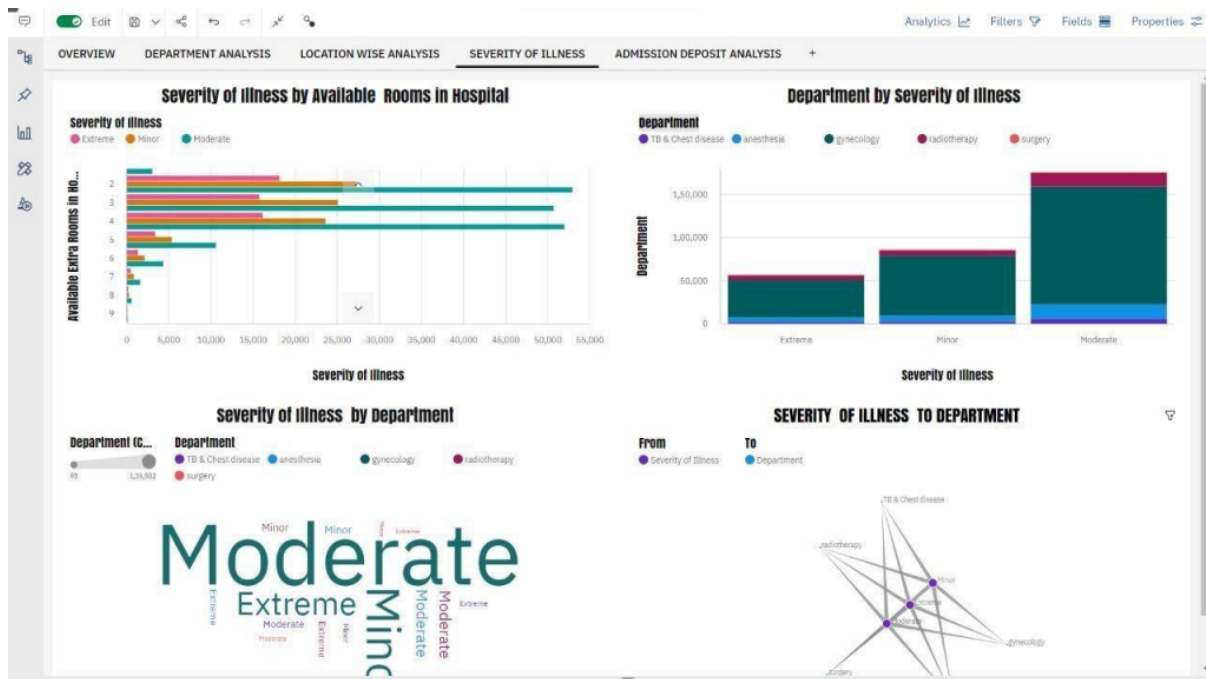 Edit
Analytics Filters Fields Properties
OVERVIEW DEPARTMENT ANALYSIS LOCATION WISE ANALYSIS SEVERITY OF ILLNESS ADMISSION DEPOSIT ANALYSIS +
Severity of Illness by Available Rooms in Hospital
Severity of Illness
Extreme Minor Moderate
Available Extra Rooms in Ho...
2
3
4
5
6
7
8
9
0 5,000 10,000 15,000 20,000 25,000 30,000 35,000 40,000 45,000 50,000 55,000
Severity of Illness
Department by Severity of Illness
Department
TB & Chest disease anesthesia gynecology radiotherapy surgery
Department
1,50,000
1,00,000
50,000
0
Extreme Minor Moderate
Severity of Illness
Severity of Illness by Department
Department (C... Department
TB & Chest disease anesthesia gynecology radiotherapy
surgery
93 1,36,502
Minor Minor Minor Extreme
Moderate
Extreme Extreme Minor Moderate Moderate Extreme
Moderate Extreme Minor
Moderate
SEVERITY OF ILLNESS TO DEPARTMENT
From To
Severity of Illness Department
TB & Chest disease
radiotherapy
Minor
Extreme
Moderate
gynecology
surgery